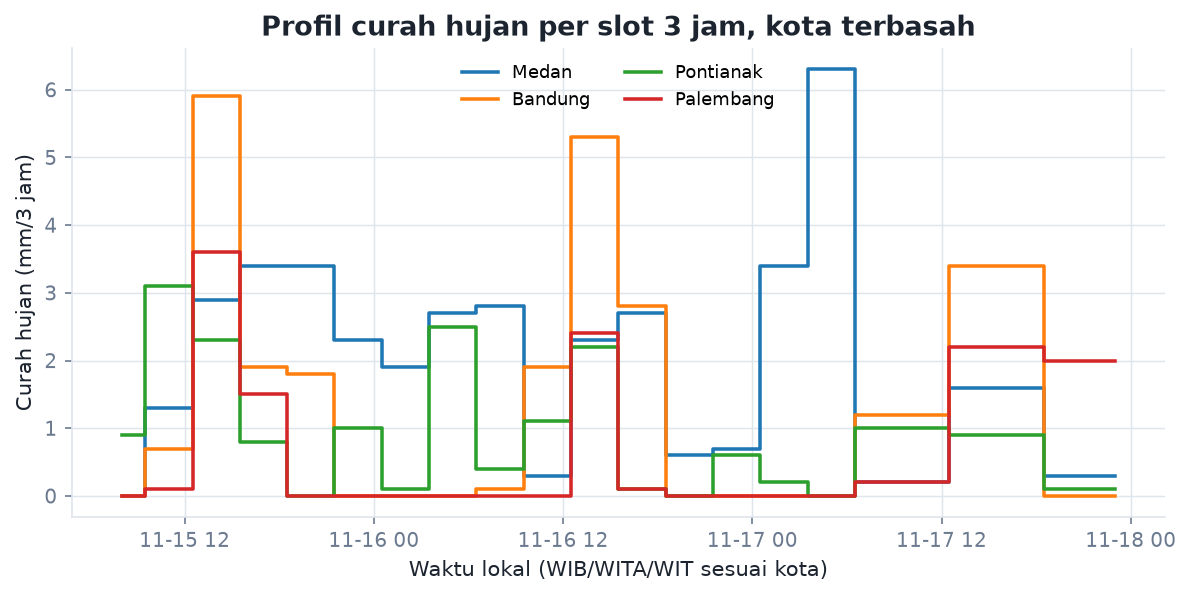 Profil curah hujan per slot 3 jam, kota terbasah
Medan
Bandung
Pontianak
Palembang
Curah hujan (mm/3 jam)
6
5
4
3
2
1
0
11-15 12
11-16 00
11-16 12
11-17 00
11-17 12
11-18 00
Waktu lokal (WIB/WITA/WIT sesuai kota)